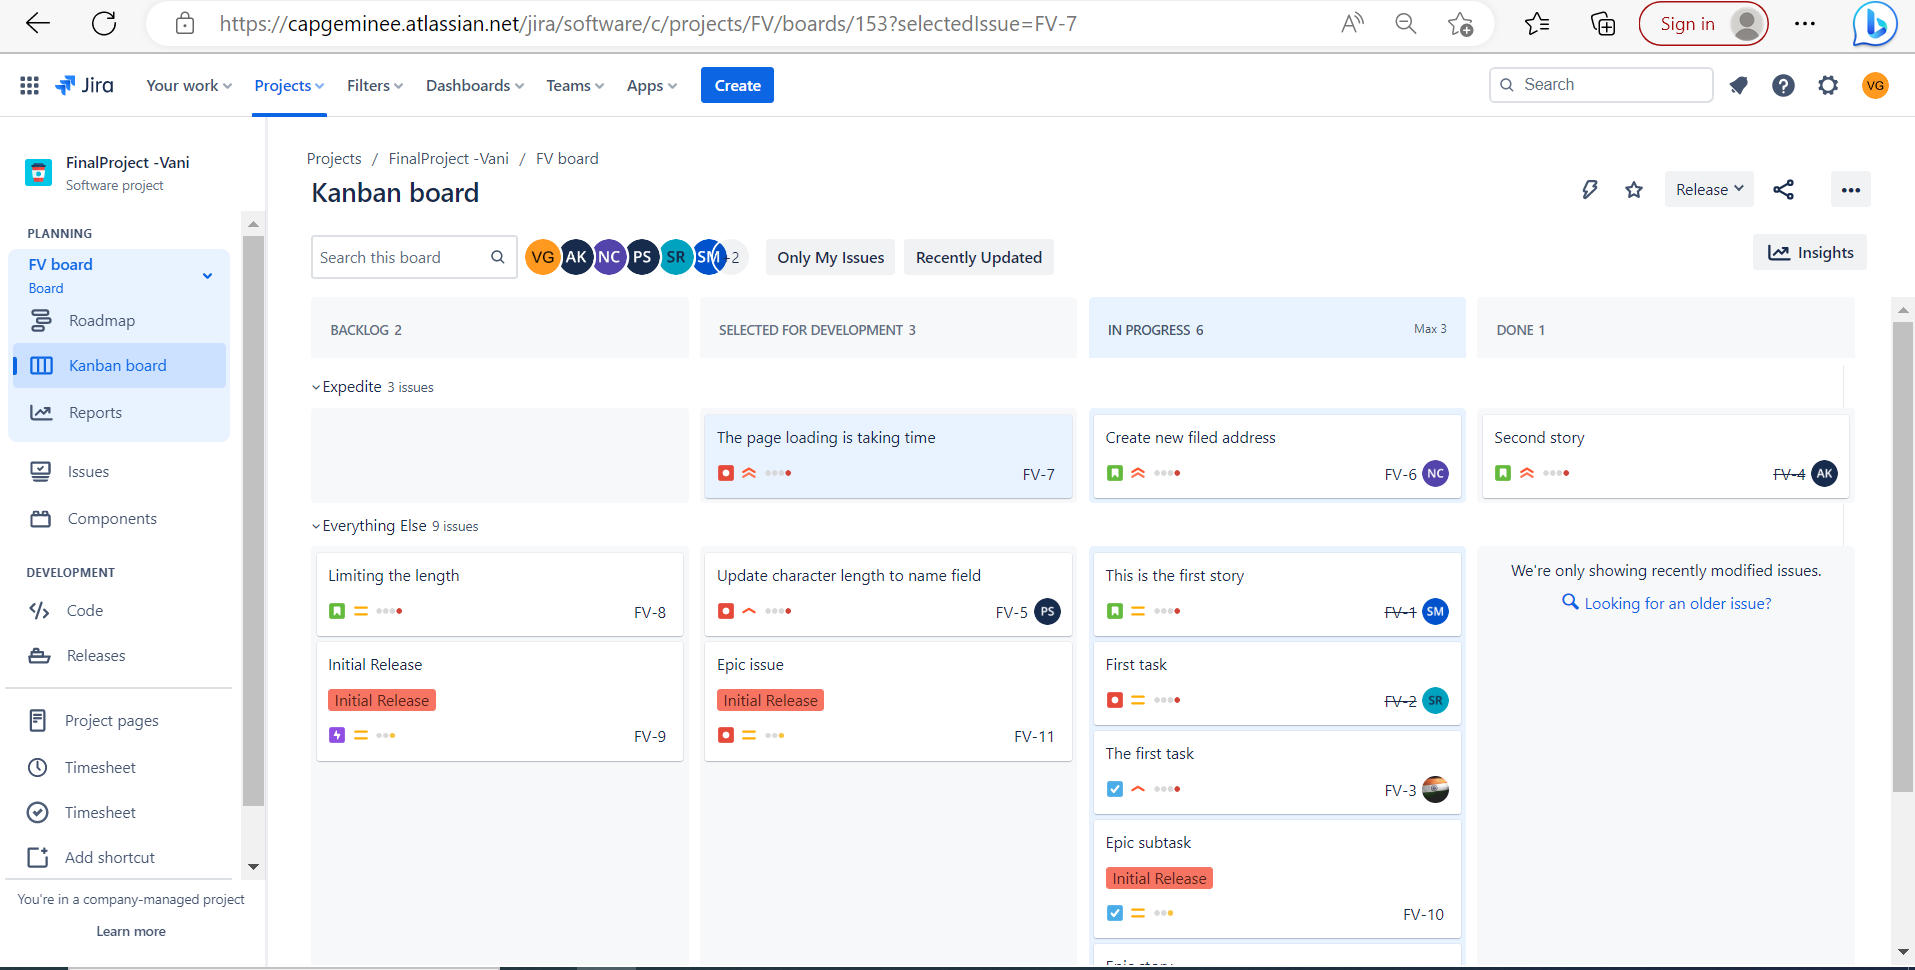 https://capgeminee.atlassian.net/jira/software/c/projects/FV/boards/153?selectedIssue=FV-7
Sign in
Jira
Your work
Projects
Filters
Dashboards
Teams
Apps
Create
Search
VG
FinalProject -Vani
Software project
PLANNING
FV board
Board
Roadmap
Kanban board
Reports
Issues
Components
DEVELOPMENT
Code
Releases
Project pages
Timesheet
Timesheet
Add shortcut
You're in a company-managed project
Learn more
Projects / FinalProject -Vani / FV board
Kanban board
Release
Search this board
VG AK NC PS SR SM +2
Only My Issues
Recently Updated
Insights
BACKLOG 2
SELECTED FOR DEVELOPMENT 3
IN PROGRESS 6
Max 3
DONE 1
Expedite 3 issues
The page loading is taking time
FV-7
Create new filed address
FV-6 NC
Second story
FV-4 AK
Everything Else 9 issues
Limiting the length
FV-8
Initial Release
Initial Release
FV-9
Update character length to name field
FV-5 PS
Epic issue
Initial Release
FV-11
This is the first story
FV-1 SM
First task
FV-2 SR
The first task
FV-3
Epic subtask
Initial Release
FV-10
We're only showing recently modified issues.
Looking for an older issue?